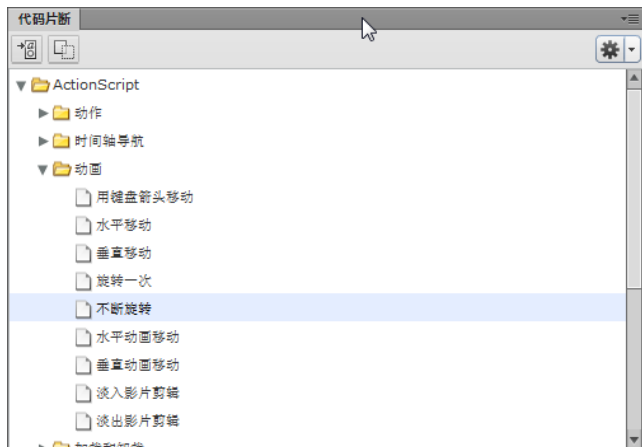 代码片断
ActionScript
动作
时间轴导航
动画
用键盘箭头移动
水平移动
垂直移动
旋转一次
不断旋转
水平动画移动
垂直动画移动
淡入影片剪辑
淡出影片剪辑